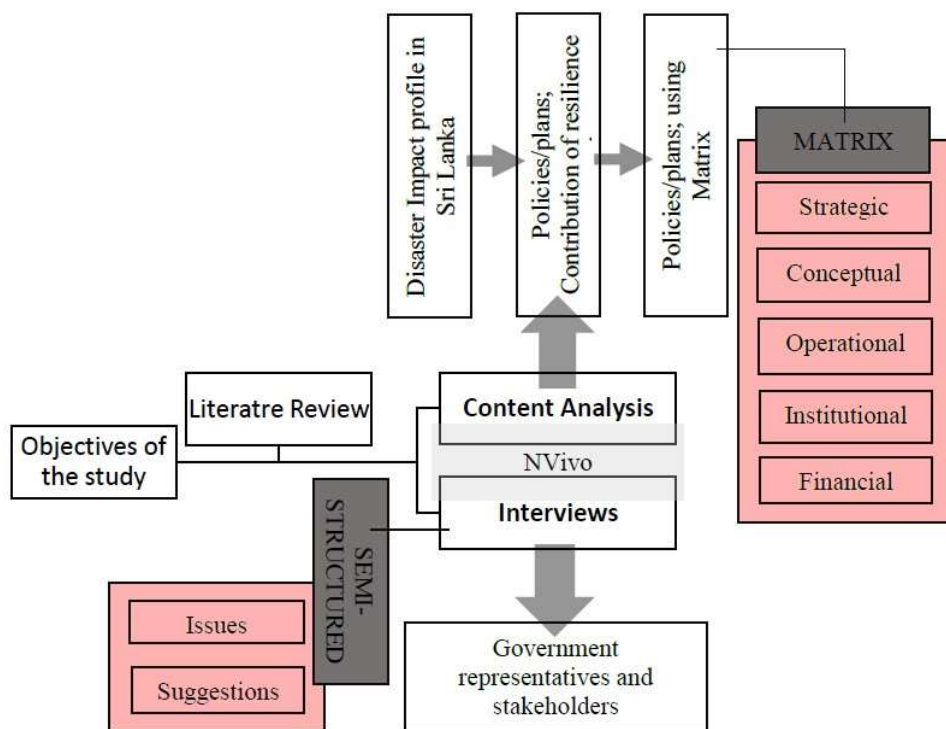 Disaster Impact profile in
Sri Lanka
Policies/plans;
Contribution of resilience
Policies/plans; using
Matrix
MATRIX
Strategic
Conceptual
Operational
Institutional
Financial
Literatre Review
Objectives of
the study
Content Analysis
NVivo
Interviews
SEMI-
STRUCTURED
Issues
Suggestions
Government
representatives and
stakeholders